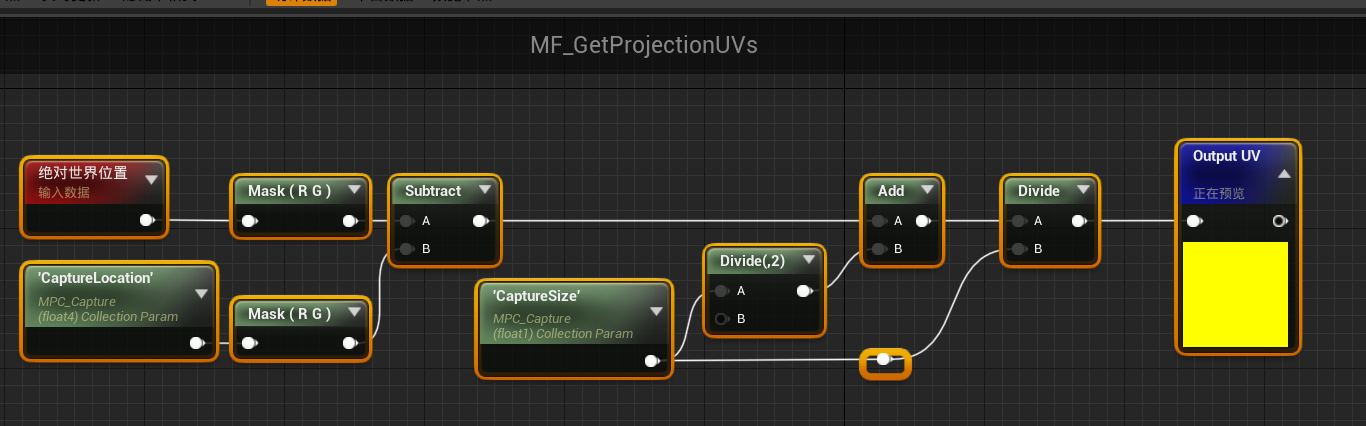 MF_GetProjectionUVs
绝对世界位置
输入数据
Mask ( R G )
Subtract
A
B
'CaptureLocation'
MPC_Capture
(float4) Collection Param
Mask ( R G )
'CaptureSize'
MPC_Capture
(float1) Collection Param
Divide(,2)
A
B
Add
A
B
Divide
A
B
Output UV
正在预览